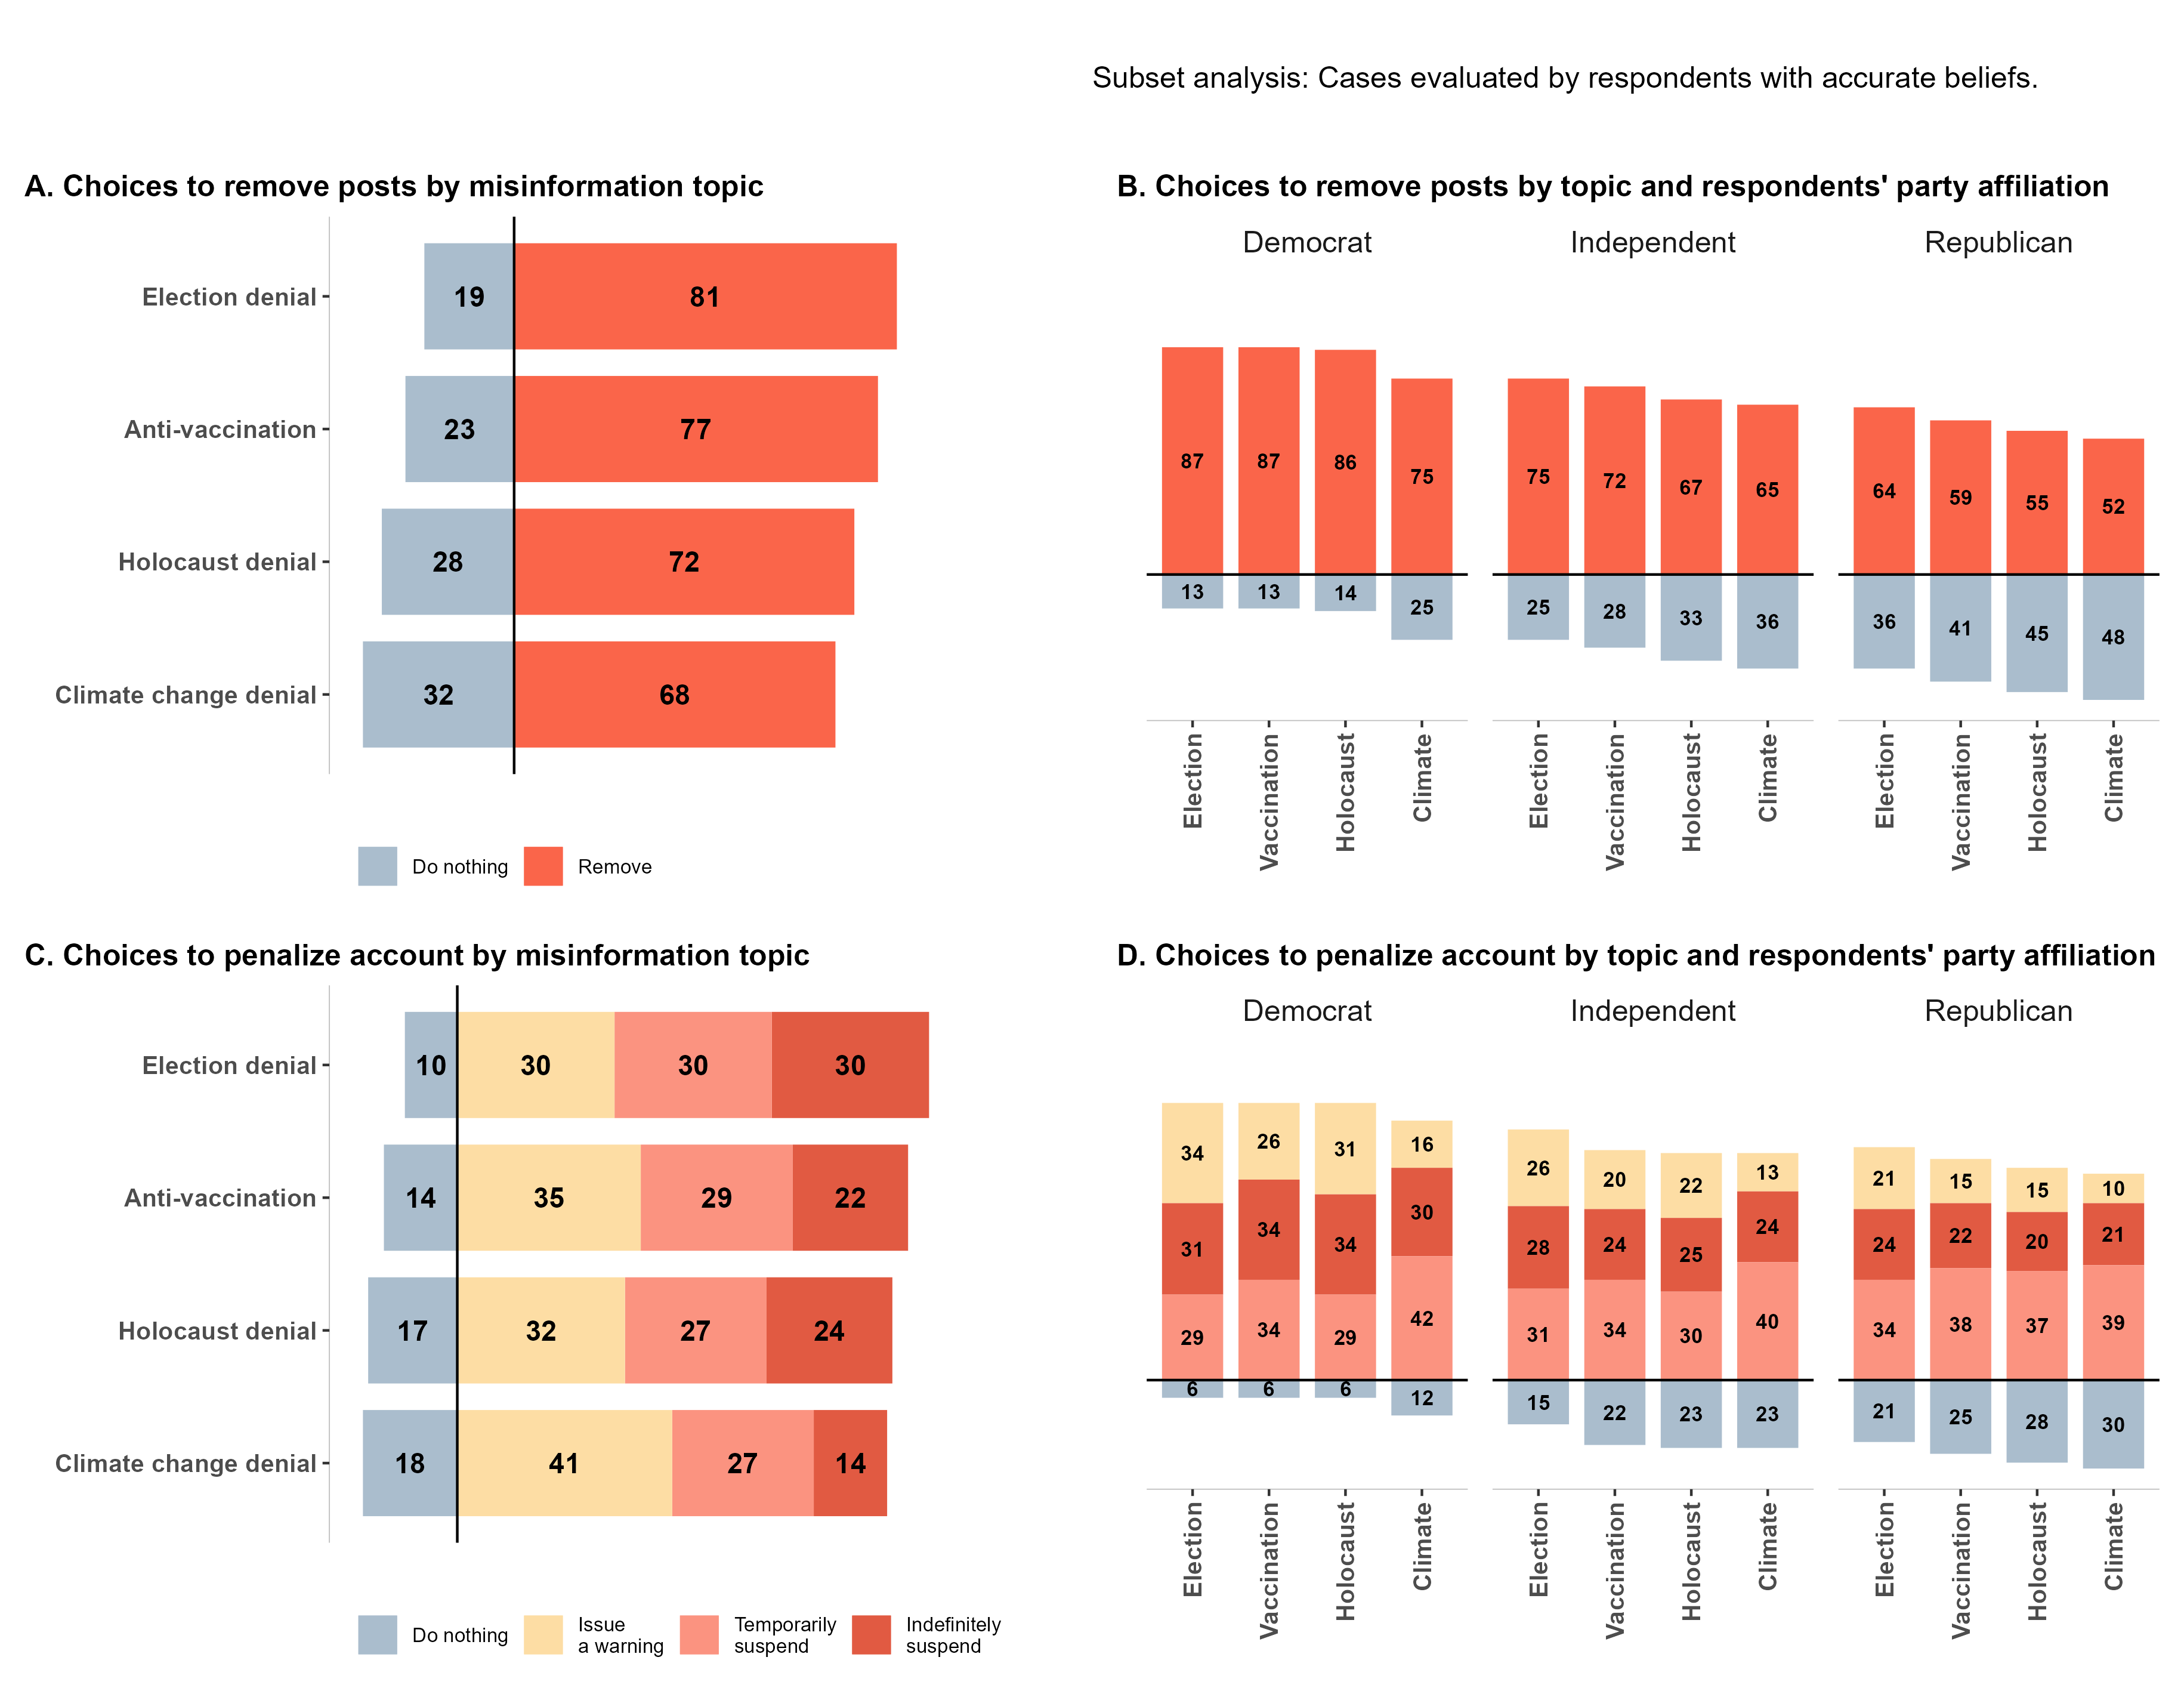 Subset analysis: Cases evaluated by respondents with accurate beliefs.
A. Choices to remove posts by misinformation topic
Election denial 19 81
Anti-vaccination 23 77
Holocaust denial 28 72
Climate change denial 32 68
Do nothing Remove
B. Choices to remove posts by topic and respondents' party affiliation
Democrat Independent Republican
87 87 86 75 75 72 67 65 64 59 55 52
13 13 14 25 25 28 33 36 36 41 45 48
Election Vaccination Holocaust Climate Election Vaccination Holocaust Climate Election Vaccination Holocaust Climate
C. Choices to penalize account by misinformation topic
Election denial 10 30 30 30
Anti-vaccination 14 35 29 22
Holocaust denial 17 32 27 24
Climate change denial 18 41 27 14
Do nothing Issue a warning Temporarily suspend Indefinitely suspend
D. Choices to penalize account by topic and respondents' party affiliation
Democrat Independent Republican
34 26 31 16 26 20 22 13 21 15 15 10
31 34 34 30 28 24 25 24 24 22 20 21
29 34 29 42 31 34 30 40 34 38 37 39
6 6 6 12 15 22 23 23 21 25 28 30
Election Vaccination Holocaust Climate Election Vaccination Holocaust Climate Election Vaccination Holocaust Climate